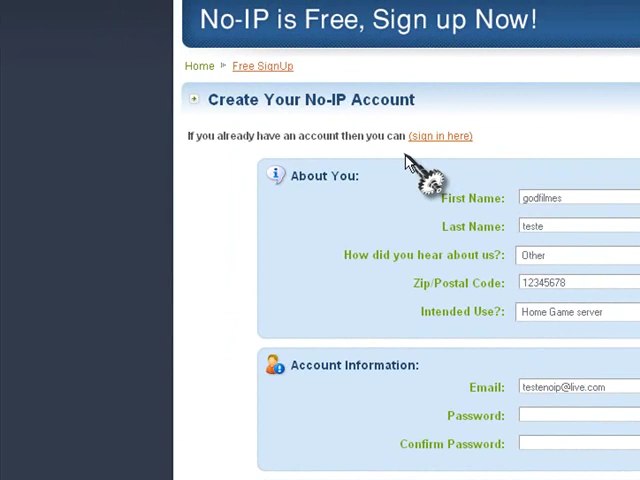 No-IP is Free, Sign up Now!
Home Free SignUp
Create Your No-IP Account
If you already have an account then you can (sign in here)
About You:
First Name: godfilmes
Last Name: teste
How did you hear about us?: Other
Zip/Postal Code: 12345678
Intended Use?: Home Game server
Account Information:
Email: testenoip@live.com
Password:
Confirm Password: